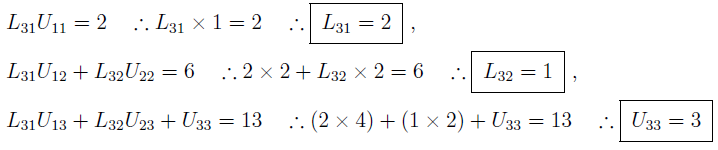 L₃₁U₁₁ = 2 ∴ L₃₁ × 1 = 2 ∴ L₃₁ = 2 ,
L₃₁U₁₂ + L₃₂U₂₂ = 6 ∴ 2 × 2 + L₃₂ × 2 = 6 ∴ L₃₂ = 1 ,
L₃₁U₁₃ + L₃₂U₂₃ + U₃₃ = 13 ∴ (2 × 4) + (1 × 2) + U₃₃ = 13 ∴ U₃₃ = 3